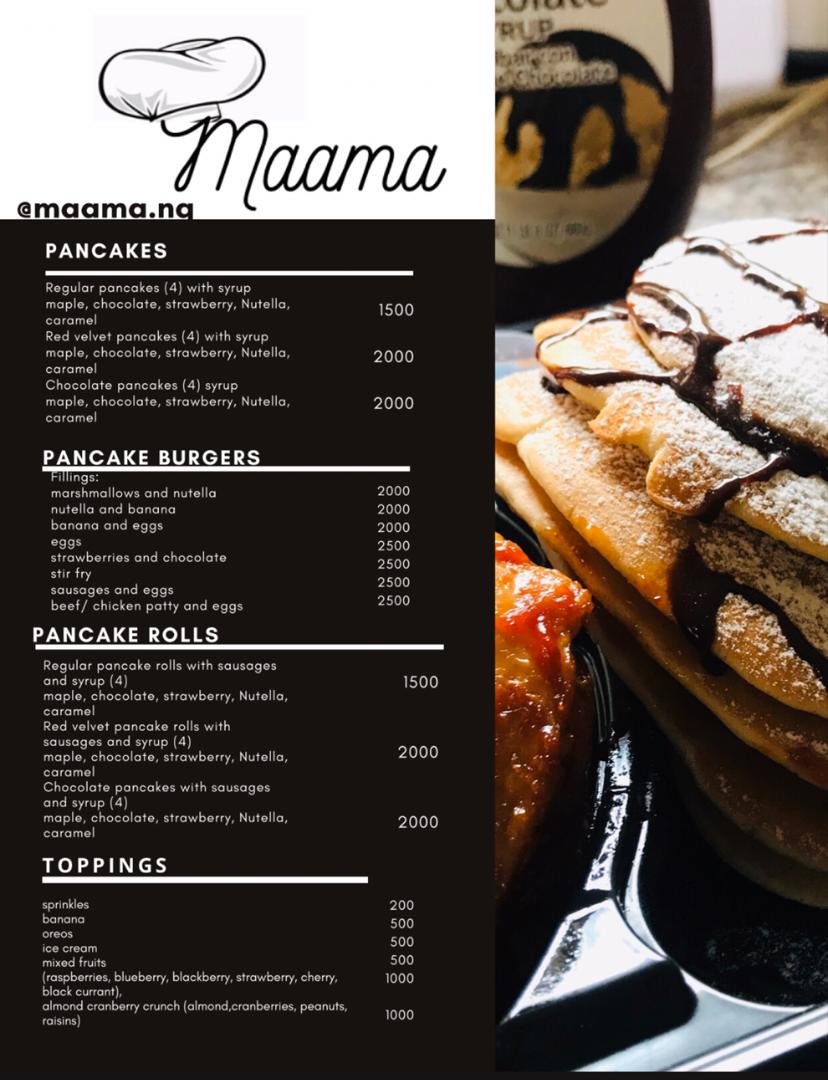 Maama
@maama.ng
PANCAKES
Regular pancakes (4) with syrup
maple, chocolate, strawberry, Nutella,
caramel
1500
Red velvet pancakes (4) with syrup
maple, chocolate, strawberry, Nutella,
caramel
2000
Chocolate pancakes (4) syrup
maple, chocolate, strawberry, Nutella,
caramel
2000
PANCAKE BURGERS
Fillings:
marshmallows and nutella 2000
nutella and banana 2000
banana and eggs 2000
eggs 2500
strawberries and chocolate 2500
stir fry 2500
sausages and eggs 2500
beef/ chicken patty and eggs
PANCAKE ROLLS
Regular pancake rolls with sausages
and syrup (4)
maple, chocolate, strawberry, Nutella,
caramel
1500
Red velvet pancake rolls with
sausages and syrup (4)
maple, chocolate, strawberry, Nutella,
caramel
2000
Chocolate pancakes with sausages
and syrup (4)
maple, chocolate, strawberry, Nutella,
caramel
2000
TOPPINGS
sprinkles 200
banana 500
oreos 500
ice cream 500
mixed fruits 1000
(raspberries, blueberry, blackberry, strawberry, cherry,
black currant),
almond cranberry crunch (almond,cranberries, peanuts, 1000
raisins)